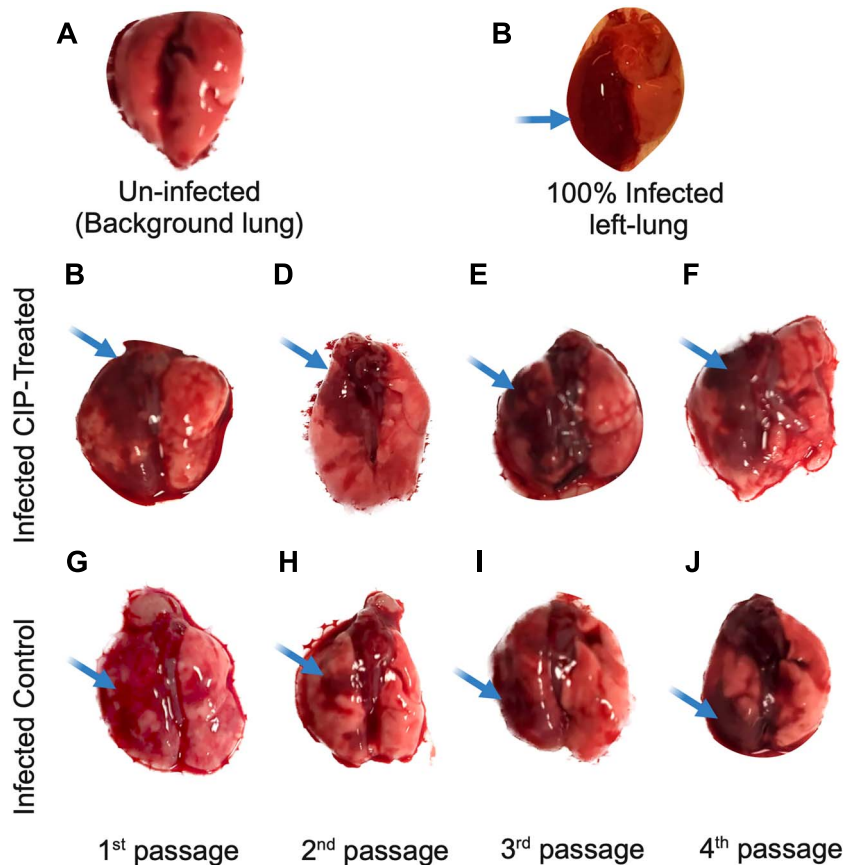 A
B
Un-infected
(Background lung)
100% Infected
left-lung
Infected CIP-Treated
B
D
E
F
Infected Control
G
H
I
J
1st passage
2nd passage
3rd passage
4th passage